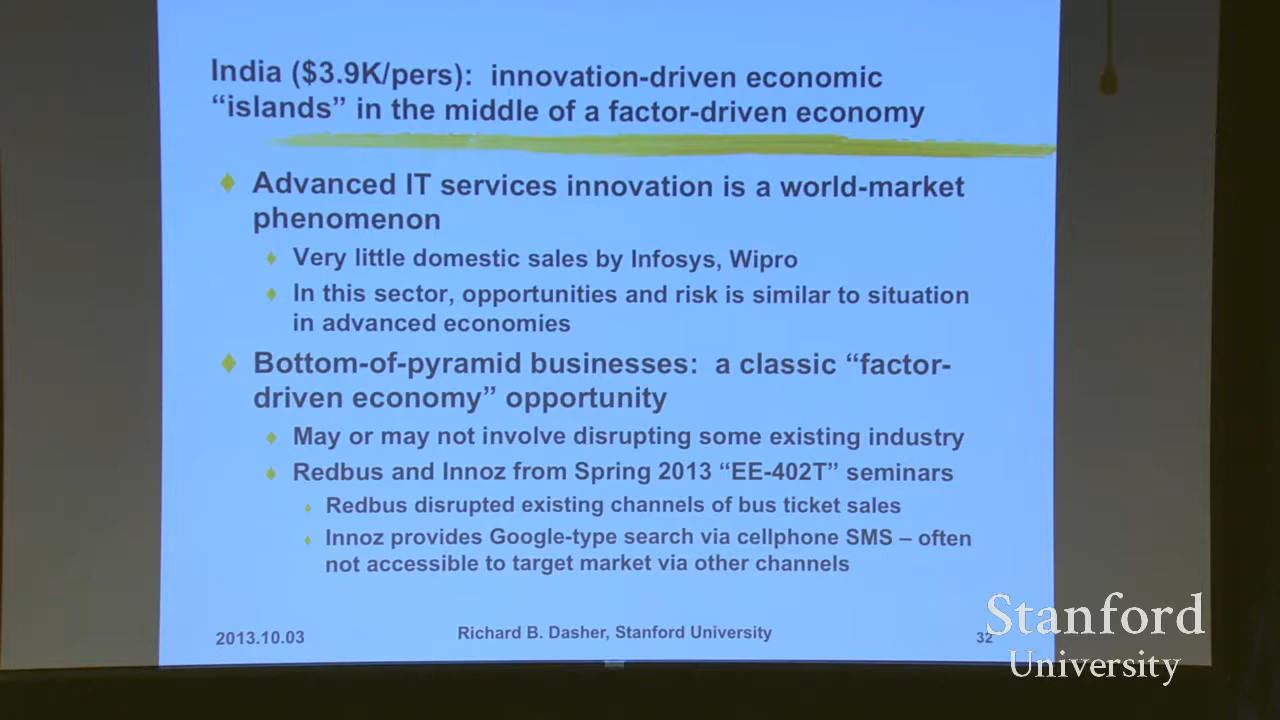 India ($3.9K/pers): innovation-driven economic
“islands” in the middle of a factor-driven economy
Advanced IT services innovation is a world-market
phenomenon
Very little domestic sales by Infosys, Wipro
In this sector, opportunities and risk is similar to situation
in advanced economies
Bottom-of-pyramid businesses: a classic “factor-
driven economy” opportunity
May or may not involve disrupting some existing industry
Redbus and Innoz from Spring 2013 “EE-402T” seminars
Redbus disrupted existing channels of bus ticket sales
Innoz provides Google-type search via cellphone SMS – often
not accessible to target market via other channels
2013.10.03
Richard B. Dasher, Stanford University
32
Stanford
University